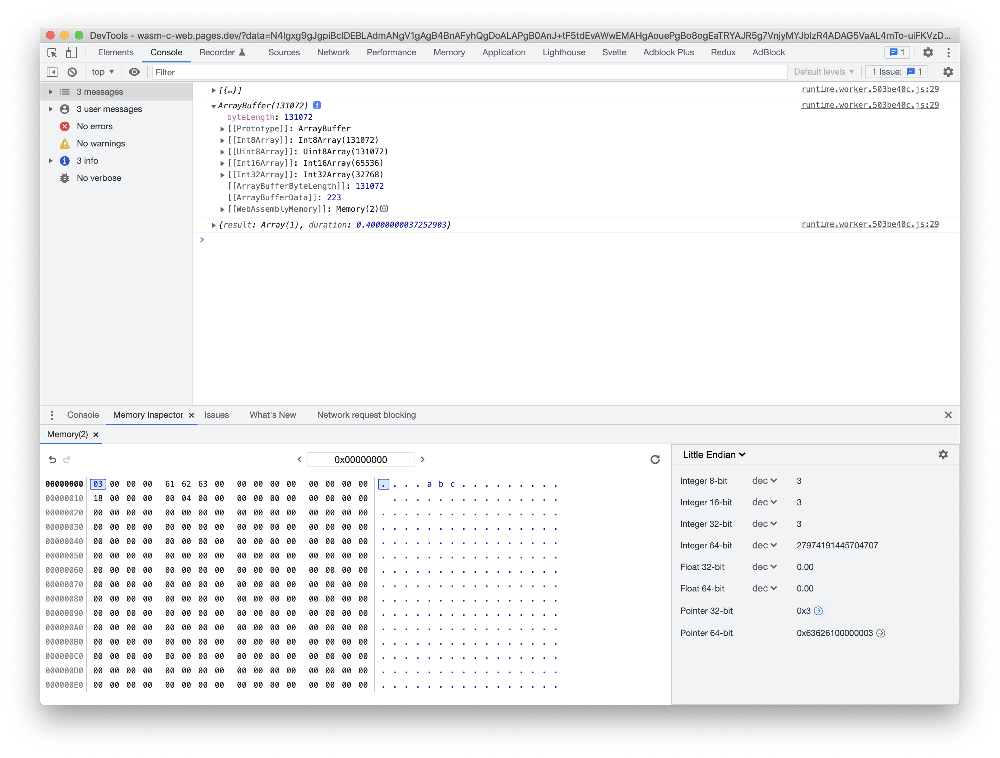 DevTools - wasm-c-web.pages.dev/?data=N4Igxg9gJgpiBcIDEBLAdmANgV1gAgB4BnAFyhQgDoALAPgB0AnJ+tF5tdEvAWwEMAHgAouePgBo8ogEaTRYAJR5g7VnjyMYJbIzR4ADAG5VaAL4mTo-uiFKVzD...
Elements Console Recorder Sources Network Performance Memory Application Lighthouse Svelte Adblock Plus Redux AdBlock 1
top Filter Default levels 1 Issue: 1
3 messages
3 user messages
No errors
No warnings
3 info
No verbose
[{…}] runtime.worker.503be40c.js:29
ArrayBuffer(131072) i runtime.worker.503be40c.js:29
byteLength: 131072
[[Prototype]]: ArrayBuffer
[[Int8Array]]: Int8Array(131072)
[[Uint8Array]]: Uint8Array(131072)
[[Int16Array]]: Int16Array(65536)
[[Int32Array]]: Int32Array(32768)
[[ArrayBufferByteLength]]: 131072
[[ArrayBufferData]]: 223
[[WebAssemblyMemory]]: Memory(2)
{result: Array(1), duration: 0.40000000037252903} runtime.worker.503be40c.js:29
Console Memory Inspector Issues What's New Network request blocking
Memory(2)
0x00000000
00000000 03 00 00 00 61 62 63 00 00 00 00 00 00 00 00 00 . . . . a b c . . . . . . . . .
00000010 18 00 00 00 00 04 00 00 00 00 00 00 00 00 00 00 . . . . . . . . . . . . . . .
00000020 00 00 00 00 00 00 00 00 00 00 00 00 00 00 00 00 . . . . . . . . . . . . . . . .
00000030 00 00 00 00 00 00 00 00 00 00 00 00 00 00 00 00 . . . . . . . . . . . . . . . .
00000040 00 00 00 00 00 00 00 00 00 00 00 00 00 00 00 00 . . . . . . . . . . . . . . . .
00000050 00 00 00 00 00 00 00 00 00 00 00 00 00 00 00 00 . . . . . . . . . . . . . . . .
00000060 00 00 00 00 00 00 00 00 00 00 00 00 00 00 00 00 . . . . . . . . . . . . . . . .
00000070 00 00 00 00 00 00 00 00 00 00 00 00 00 00 00 00 . . . . . . . . . . . . . . . .
00000080 00 00 00 00 00 00 00 00 00 00 00 00 00 00 00 00 . . . . . . . . . . . . . . . .
00000090 00 00 00 00 00 00 00 00 00 00 00 00 00 00 00 00 . . . . . . . . . . . . . . . .
000000A0 00 00 00 00 00 00 00 00 00 00 00 00 00 00 00 00 . . . . . . . . . . . . . . . .
000000B0 00 00 00 00 00 00 00 00 00 00 00 00 00 00 00 00 . . . . . . . . . . . . . . . .
000000C0 00 00 00 00 00 00 00 00 00 00 00 00 00 00 00 00 . . . . . . . . . . . . . . . .
000000D0 00 00 00 00 00 00 00 00 00 00 00 00 00 00 00 00 . . . . . . . . . . . . . . . .
000000E0 00 00 00 00 00 00 00 00 00 00 00 00 00 00 00 00 . . . . . . . . . . . . . . . .
Little Endian
Integer 8-bit dec 3
Integer 16-bit dec 3
Integer 32-bit dec 3
Integer 64-bit dec 27974191445704707
Float 32-bit dec 0.00
Float 64-bit dec 0.00
Pointer 32-bit 0x3
Pointer 64-bit 0x63626100000003